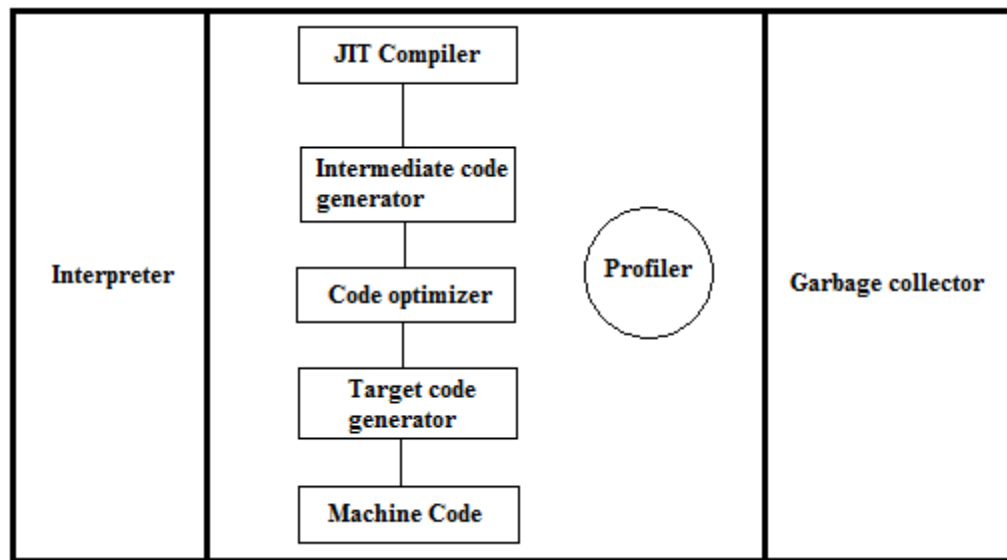 Interpreter
JIT Compiler
Intermediate code
generator
Code optimizer
Target code
generator
Machine Code
Profiler
Garbage collector